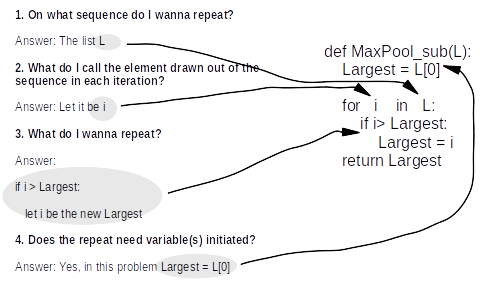 1. On what sequence do I wanna repeat?
Answer: The list L
2. What do I call the element drawn out of the
sequence in each iteration?
Answer: Let it be i
3. What do I wanna repeat?
Answer:
if i > Largest:
let i be the new Largest
4. Does the repeat need variable(s) initiated?
Answer: Yes, in this problem Largest = L[0]
def MaxPool_sub(L):
Largest = L[0]
for i in L:
if i> Largest:
Largest = i
return Largest